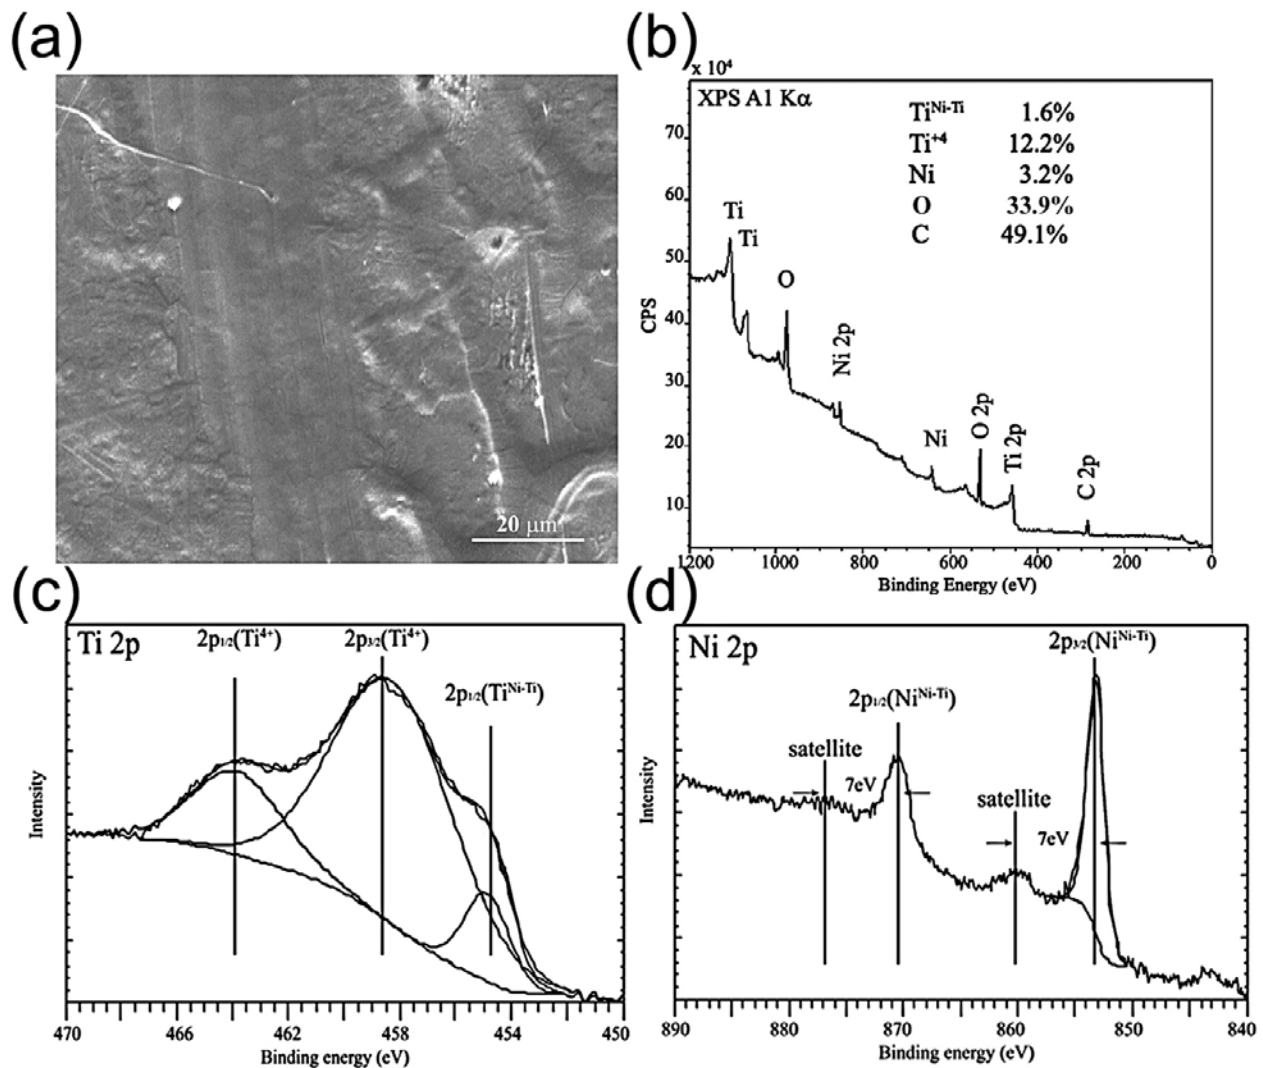 (a)
20 μm
(b)
x 10⁴
XPS A1 Kα
Ti^Ni-Ti 1.6%
Ti^+4 12.2%
Ni 3.2%
O 33.9%
C 49.1%
70
60
50
40
30
20
10
CPS
Ti
Ti
O
Ni 2p
Ni
O 2p
Ti 2p
C 2p
1200 1000 800 600 400 200 0
Binding Energy (eV)
(c)
Ti 2p
2p1/2(Ti⁴⁺)
2p3/2(Ti⁴⁺)
2p1/2(Ti^Ni-Ti)
Intensity
470 466 462 458 454 450
Binding energy (eV)
(d)
Ni 2p
2p3/2(Ni^Ni-Ti)
2p1/2(Ni^Ni-Ti)
satellite
7eV
satellite
7eV
Intensity
890 880 870 860 850 840
Binding energy (eV)